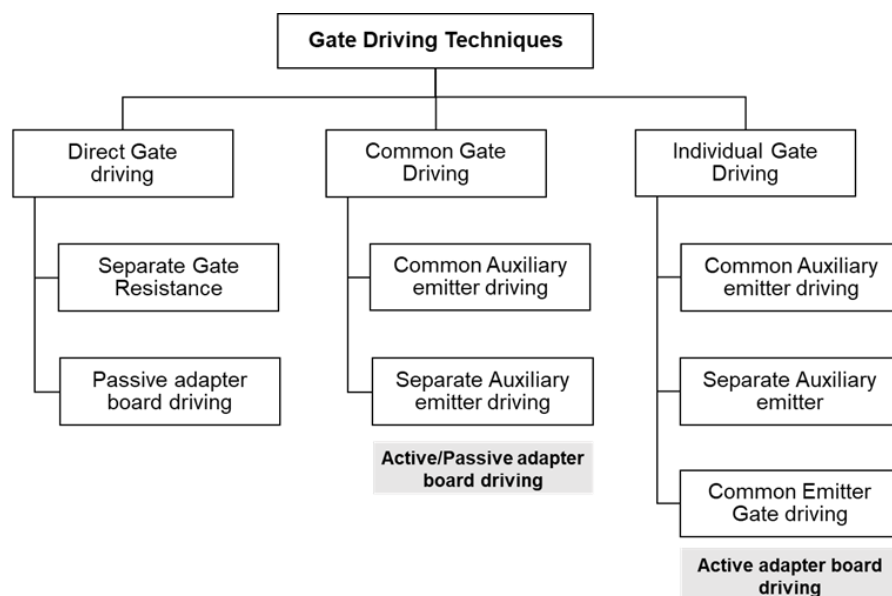 Gate Driving Techniques
Direct Gate
driving
Common Gate
Driving
Individual Gate
Driving
Separate Gate
Resistance
Passive adapter
board driving
Common Auxiliary
emitter driving
Separate Auxiliary
emitter driving
Active/Passive adapter
board driving
Common Auxiliary
emitter driving
Separate Auxiliary
emitter
Common Emitter
Gate driving
Active adapter board
driving